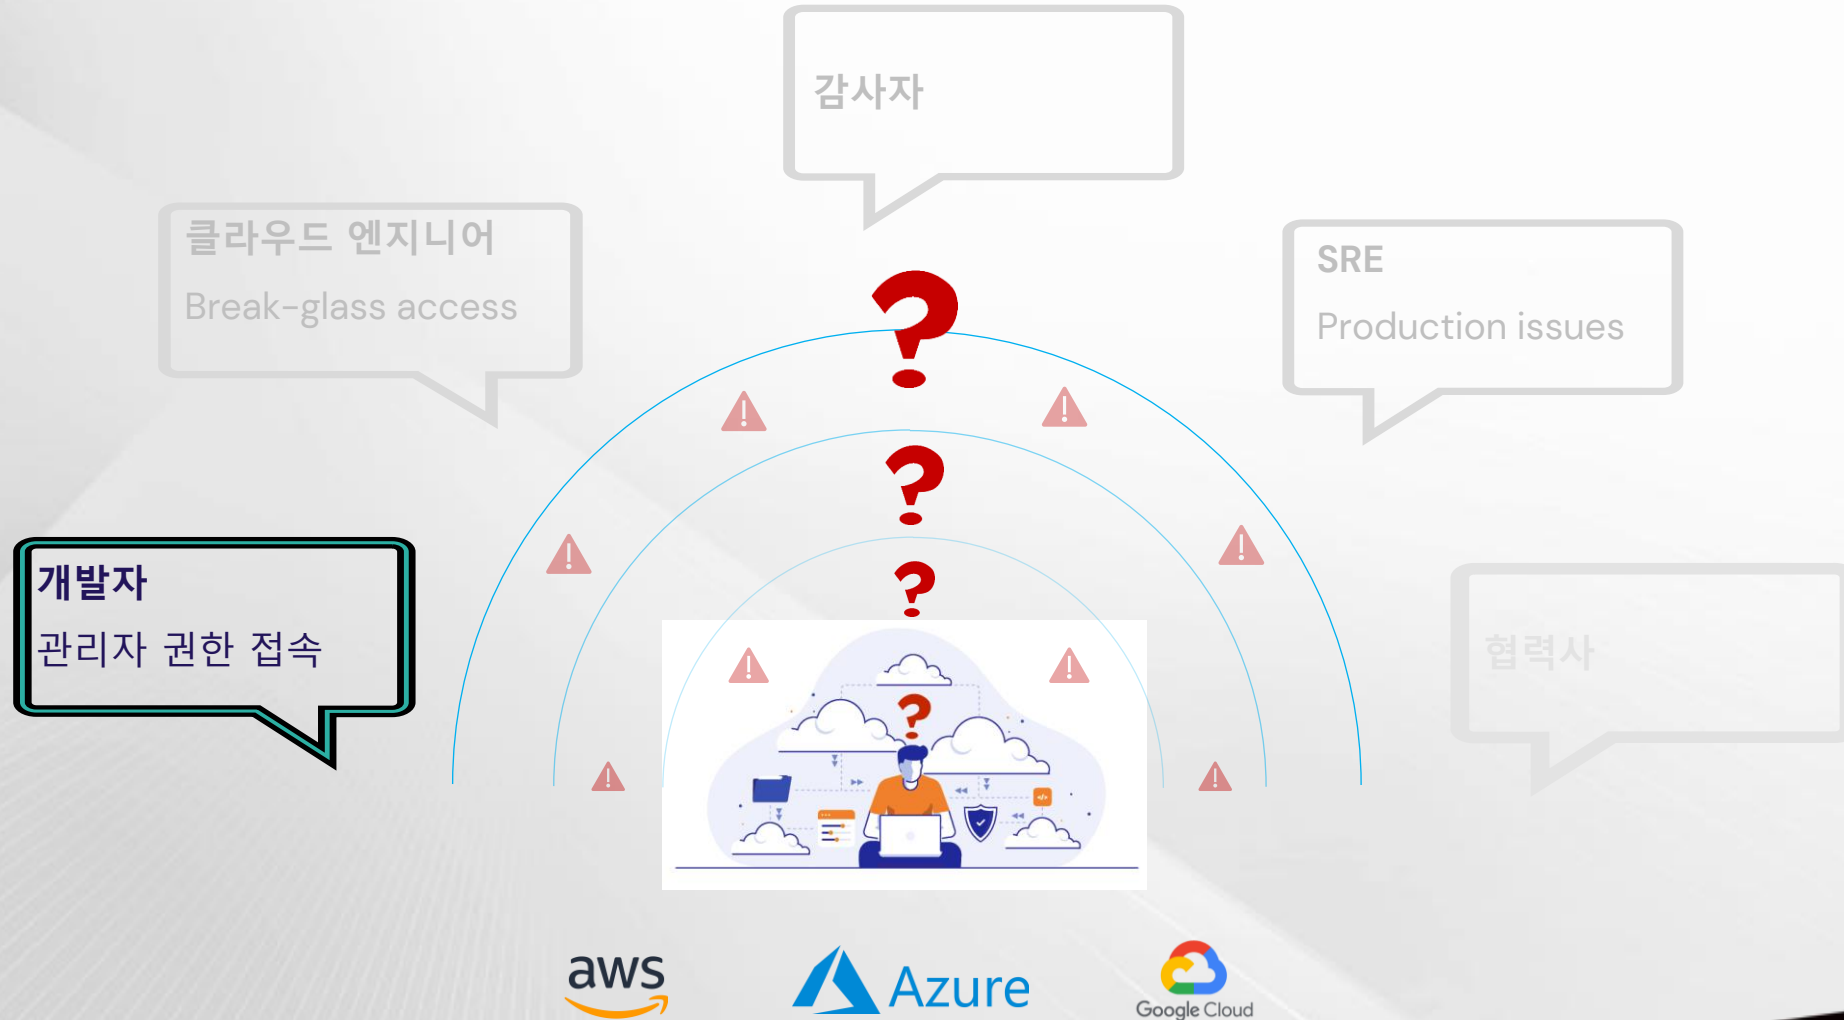 감사자
클라우드 엔지니어
Break-glass access
SRE
Production issues
개발자
관리자 권한 접속
협력사
aws
Azure
Google Cloud